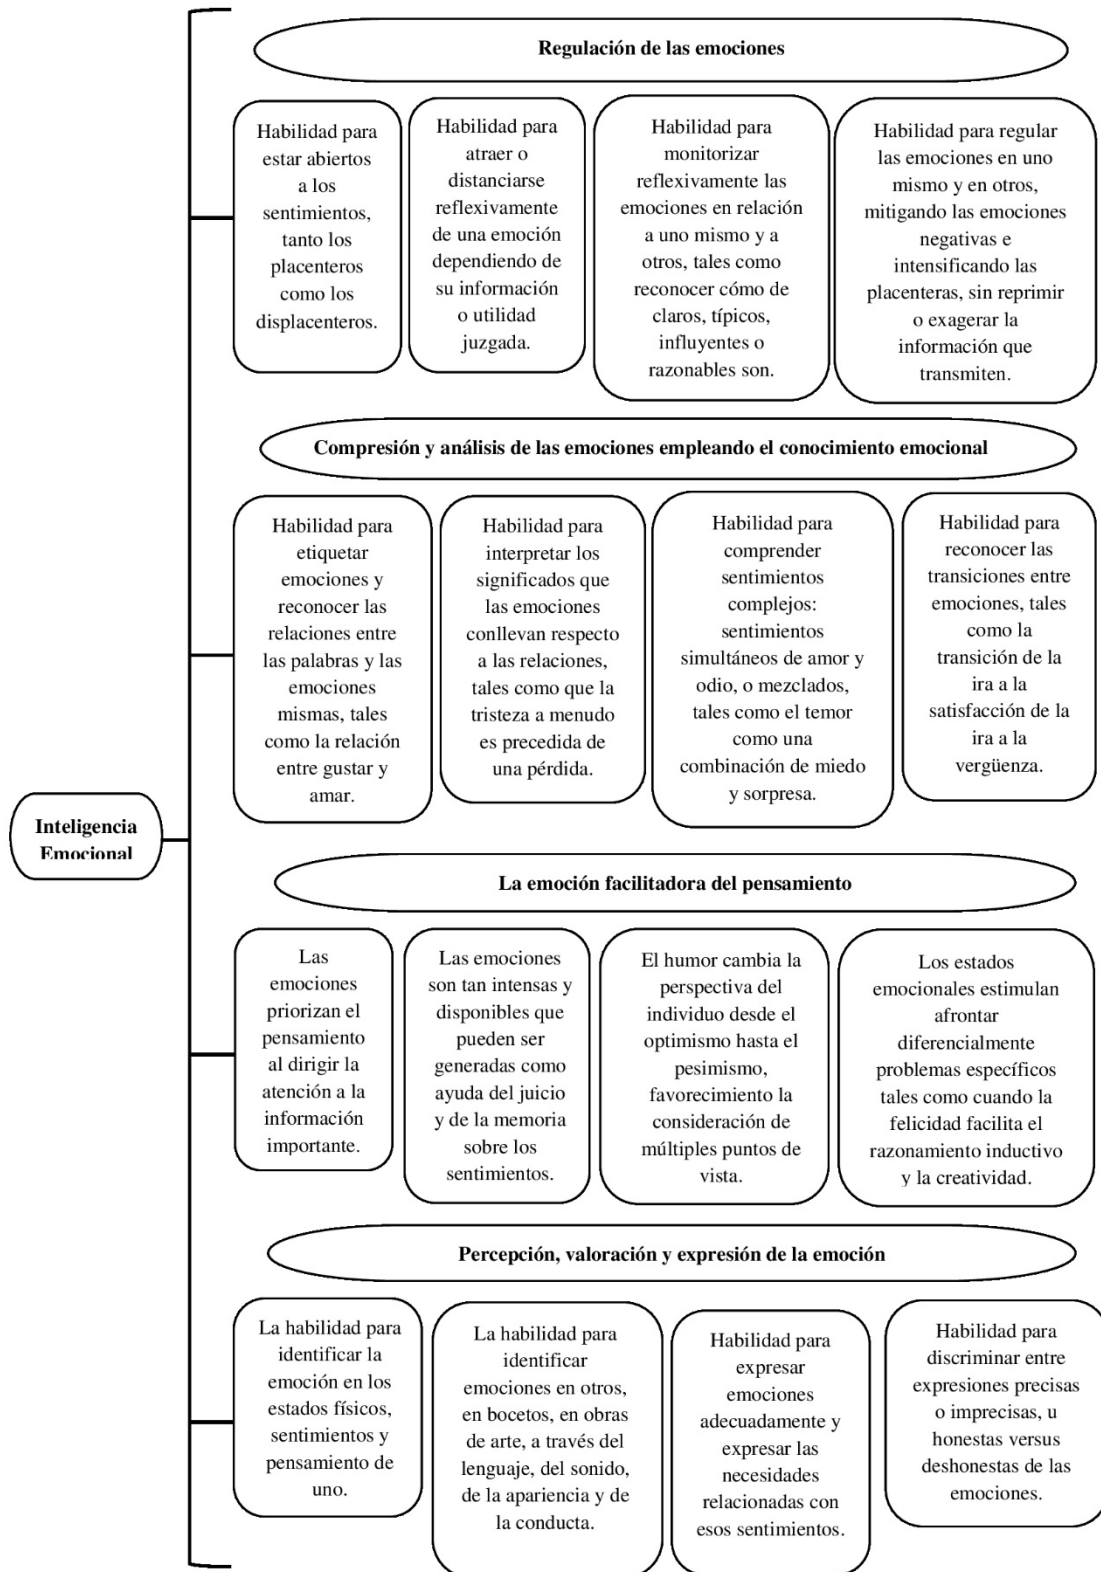 Regulación de las emociones
Habilidad para
estar abiertos
a los
sentimientos,
tanto los
placenteros
como los
displacenteros.
Habilidad para
atraer o
distanciarse
reflexivamente
de una emoción
dependiendo de
su información
o utilidad
juzgada.
Habilidad para
monitorizar
reflexivamente las
emociones en relación
a uno mismo y a
otros, tales como
reconocer cómo de
claros, típicos,
influyentes o
razonables son.
Habilidad para regular
las emociones en uno
mismo y en otros,
mitigando las emociones
negativas e
intensificando las
placenteras, sin reprimir
o exagerar la
información que
transmiten.
Compresión y análisis de las emociones empleando el conocimiento emocional
Habilidad para
etiquetar
emociones y
reconocer las
relaciones entre
las palabras y las
emociones
mismas, tales
como la relación
entre gustar y
amar.
Habilidad para
interpretar los
significados que
las emociones
conllevan respecto
a las relaciones,
tales como que la
tristeza a menudo
es precedida de
una pérdida.
Habilidad para
comprender
sentimientos
complejos:
sentimientos
simultáneos de amor y
odio, o mezclados,
tales como el temor
como una
combinación de miedo
y sorpresa.
Habilidad para
reconocer las
transiciones entre
emociones, tales
como la
transición de la
ira a la
satisfacción de la
ira a la
vergüenza.
Inteligencia
Emocional
La emoción facilitadora del pensamiento
Las
emociones
priorizan el
pensamiento
al dirigir la
atención a la
información
importante.
Las emociones
son tan intensas y
disponibles que
pueden ser
generadas como
ayuda del juicio
y de la memoria
sobre los
sentimientos.
El humor cambia la
perspectiva del
individuo desde el
optimismo hasta el
pesimismo,
favorecimiento la
consideración de
múltiples puntos de
vista.
Los estados
emocionales estimulan
afrontar
diferencialmente
problemas específicos
tales como cuando la
felicidad facilita el
razonamiento inductivo
y la creatividad.
Percepción, valoración y expresión de la emoción
La habilidad para
identificar la
emoción en los
estados físicos,
sentimientos y
pensamiento de
uno.
La habilidad para
identificar
emociones en otros,
en bocetos, en obras
de arte, a través del
lenguaje, del sonido,
de la apariencia y de
la conducta.
Habilidad para
expresar
emociones
adecuadamente y
expresar las
necesidades
relacionadas con
esos sentimientos.
Habilidad para
discriminar entre
expresiones precisas
o imprecisas, u
honestas versus
deshonestas de las
emociones.